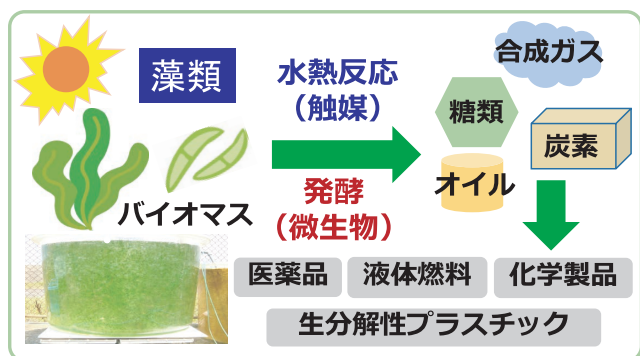 藻類
バイオマス
水熱反応
（触媒）
発酵
（微生物）
合成ガス
糖類
炭素
オイル
医薬品
液体燃料
化学製品
生分解性プラスチック